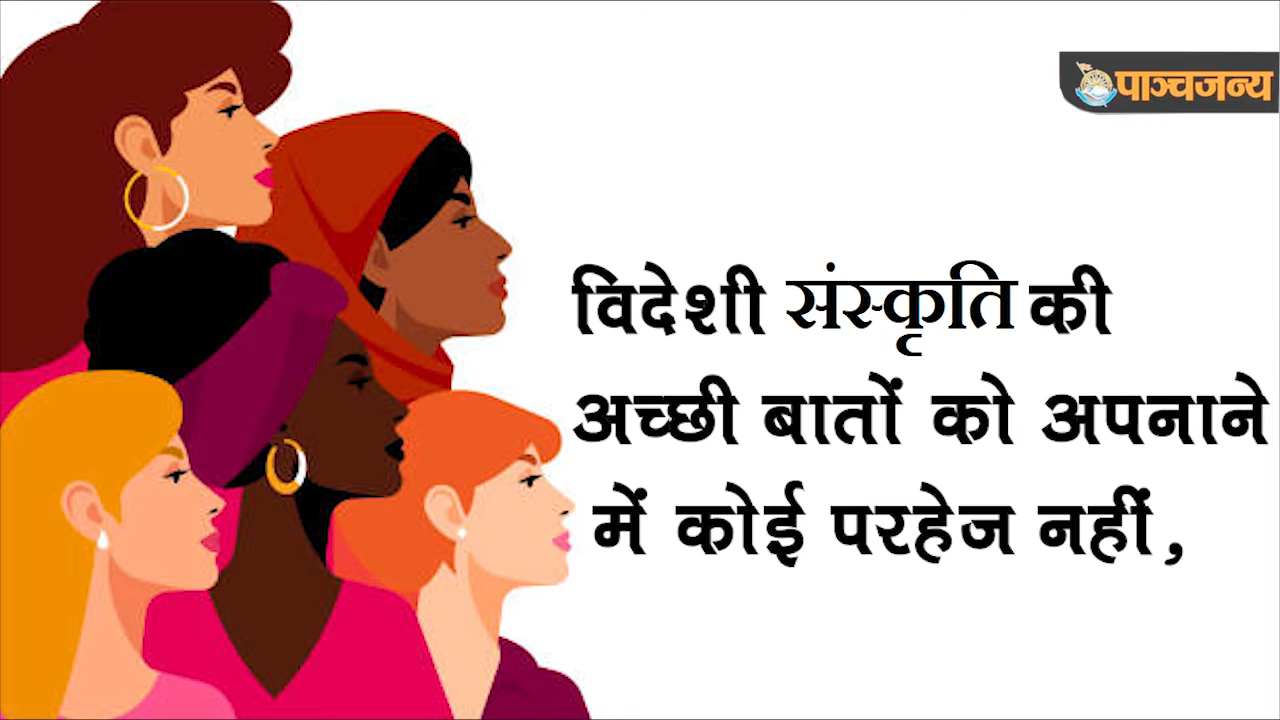 पाञ्चजन्य
विदेशी संस्कृति की
अच्छी बातों को अपनाने
में कोई परहेज नहीं,